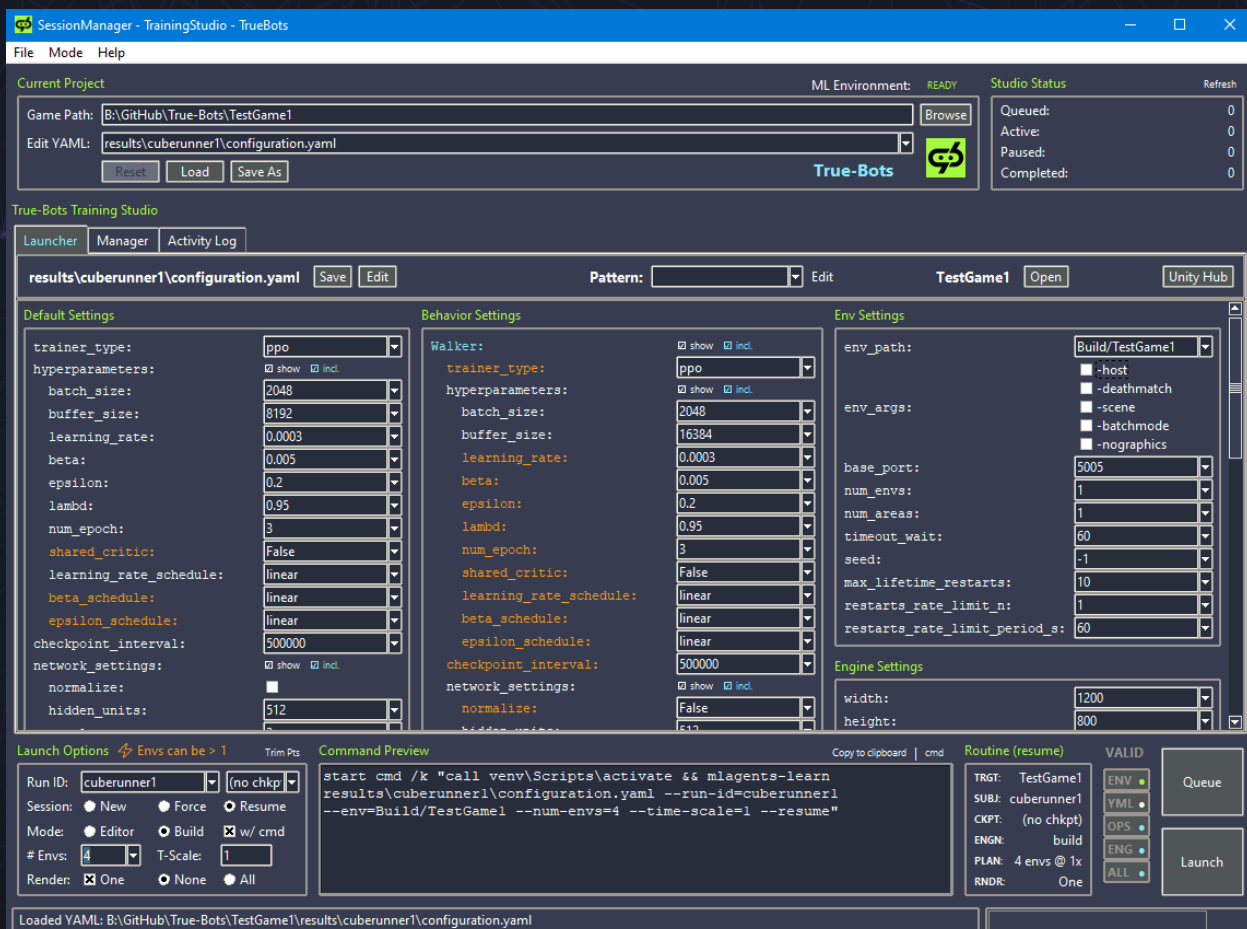 SessionManager - TrainingStudio - TrueBots
File Mode Help
Current Project
ML Environment: READY
Game Path: B:\GitHub\True-Bots\TestGame1 Browse
Edit YAML: results\cuberunner1\configuration.yaml
Reset Load Save As
True-Bots
Studio Status Refresh
Queued: 0
Active: 0
Paused: 0
Completed: 0
True-Bots Training Studio
Launcher Manager Activity Log
results\cuberunner1\configuration.yaml Save Edit Pattern: Edit TestGame1 Open Unity Hub
Default Settings
trainer_type: ppo
hyperparameters: show incl.
batch_size: 2048
buffer_size: 8192
learning_rate: 0.0003
beta: 0.005
epsilon: 0.2
lambd: 0.95
num_epoch: 3
shared_critic: False
learning_rate_schedule: linear
beta_schedule: linear
epsilon_schedule: linear
checkpoint_interval: 500000
network_settings: show incl.
normalize:
hidden_units: 512
Behavior Settings
Walker: show incl.
trainer_type: ppo
hyperparameters: show incl.
batch_size: 2048
buffer_size: 16384
learning_rate: 0.0003
beta: 0.005
epsilon: 0.2
lambd: 0.95
num_epoch: 3
shared_critic: False
learning_rate_schedule: linear
beta_schedule: linear
epsilon_schedule: linear
checkpoint_interval: 500000
network_settings: show incl.
normalize: False
hidden_units: 512
Env Settings
env_path: Build/TestGame1
-host
-deathmatch
env_args: -scene
-batchmode
-nographics
base_port: 5005
num_envs: 1
num_areas: 1
timeout_wait: 60
seed: -1
max_lifetime_restarts: 10
restarts_rate_limit_n: 1
restarts_rate_limit_period_s: 60
Engine Settings
width: 1200
height: 800
Launch Options Envs can be > 1 Trim Pts
Run ID: cuberunner1 (no chkp
Session: New Force Resume
Mode: Editor Build w/ cmd
# Envs: 4 T-Scale: 1
Render: One None All
Command Preview Copy to clipboard | cmd
start cmd /k "call venv\Scripts\activate && mlagents-learn
results\cuberunner1\configuration.yaml --run-id=cuberunner1
--env=Build/TestGame1 --num-envs=4 --time-scale=1 --resume"
Routine (resume)
TRGT: TestGame1
SUBJ: cuberunner1
CKPT: (no chkpt)
ENGN: build
PLAN: 4 envs @ 1x
RNDR: One
VALID
ENV
YML
OPS
ENG
ALL
Queue
Launch
Loaded YAML: B:\GitHub\True-Bots\TestGame1\results\cuberunner1\configuration.yaml